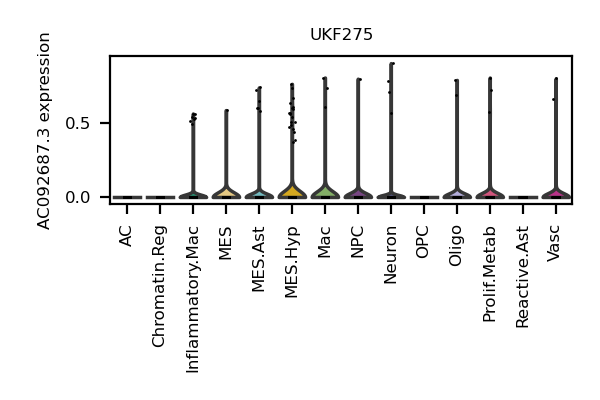 UKF275
AC092687.3 expression
0.5
0.0
AC
Chromatin.Reg
Inflammatory.Mac
MES
MES.Ast
MES.Hyp
Mac
NPC
Neuron
OPC
Oligo
Prolif.Metab
Reactive.Ast
Vasc